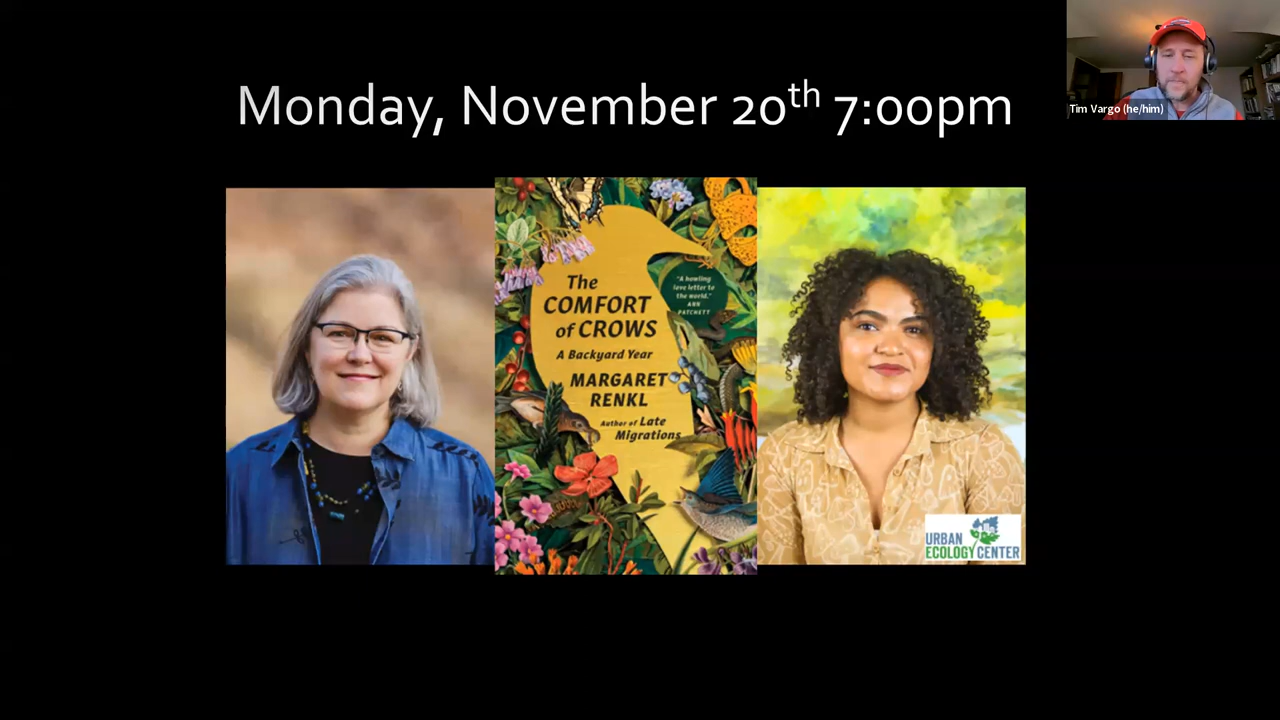 Monday, November 20th 7:00pm
Tim Vargo (he/him)
The
COMFORT
of CROWS
A Backyard Year
MARGARET
RENKL
Author of Late
Migrations
"A howling
love letter to
the world."
ANN
PATCHETT
URBAN
ECOLOGY CENTER